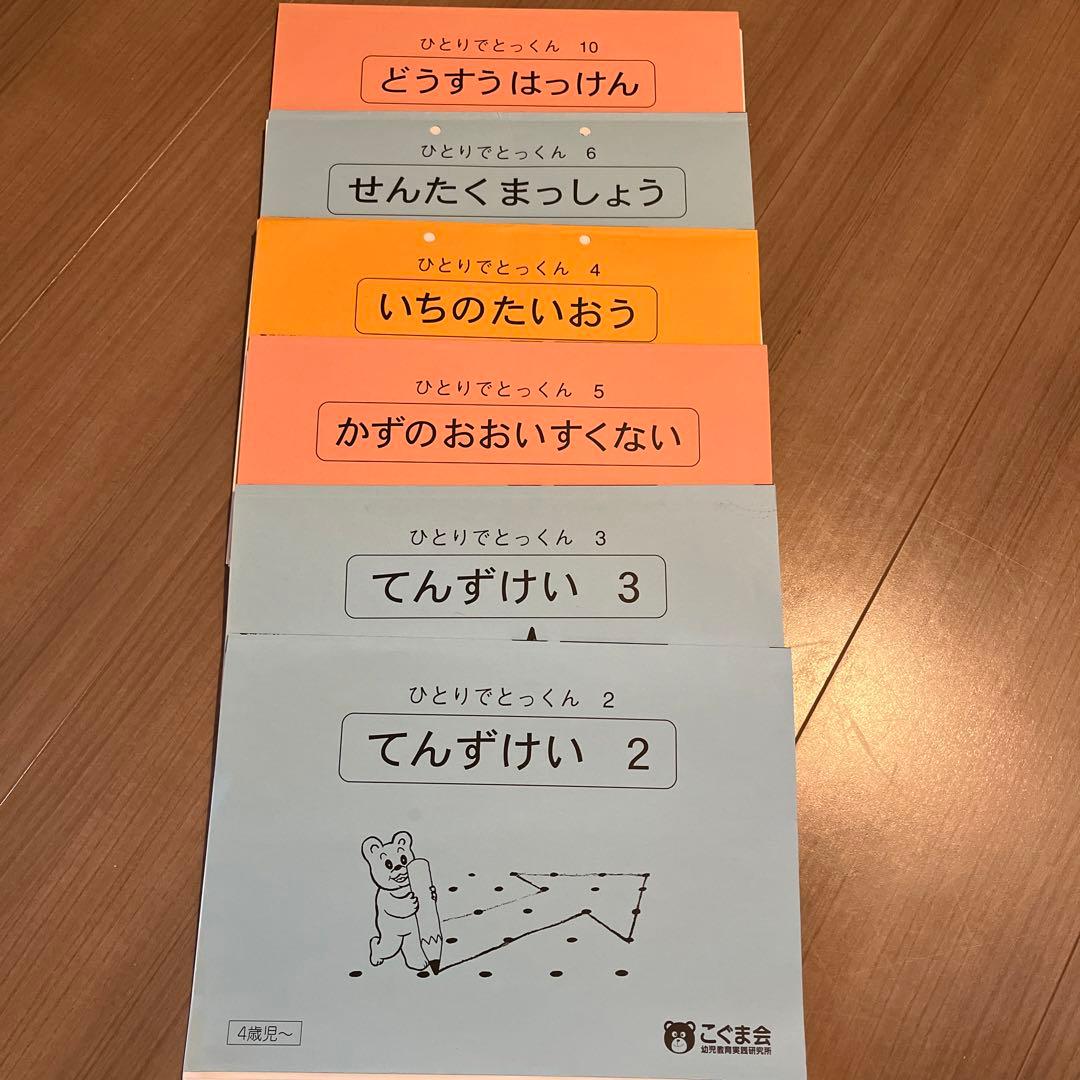 ひとりでとっくん 10
どうすうはっけん
ひとりでとっくん 6
せんたくまっしょう
ひとりでとっくん 4
いちのたいおう
ひとりでとっくん 5
かずのおおいすくない
ひとりでとっくん 3
てんずけい 3
ひとりでとっくん 2
てんずけい 2
4歳児〜
こぐま会
幼児教育実践研究所